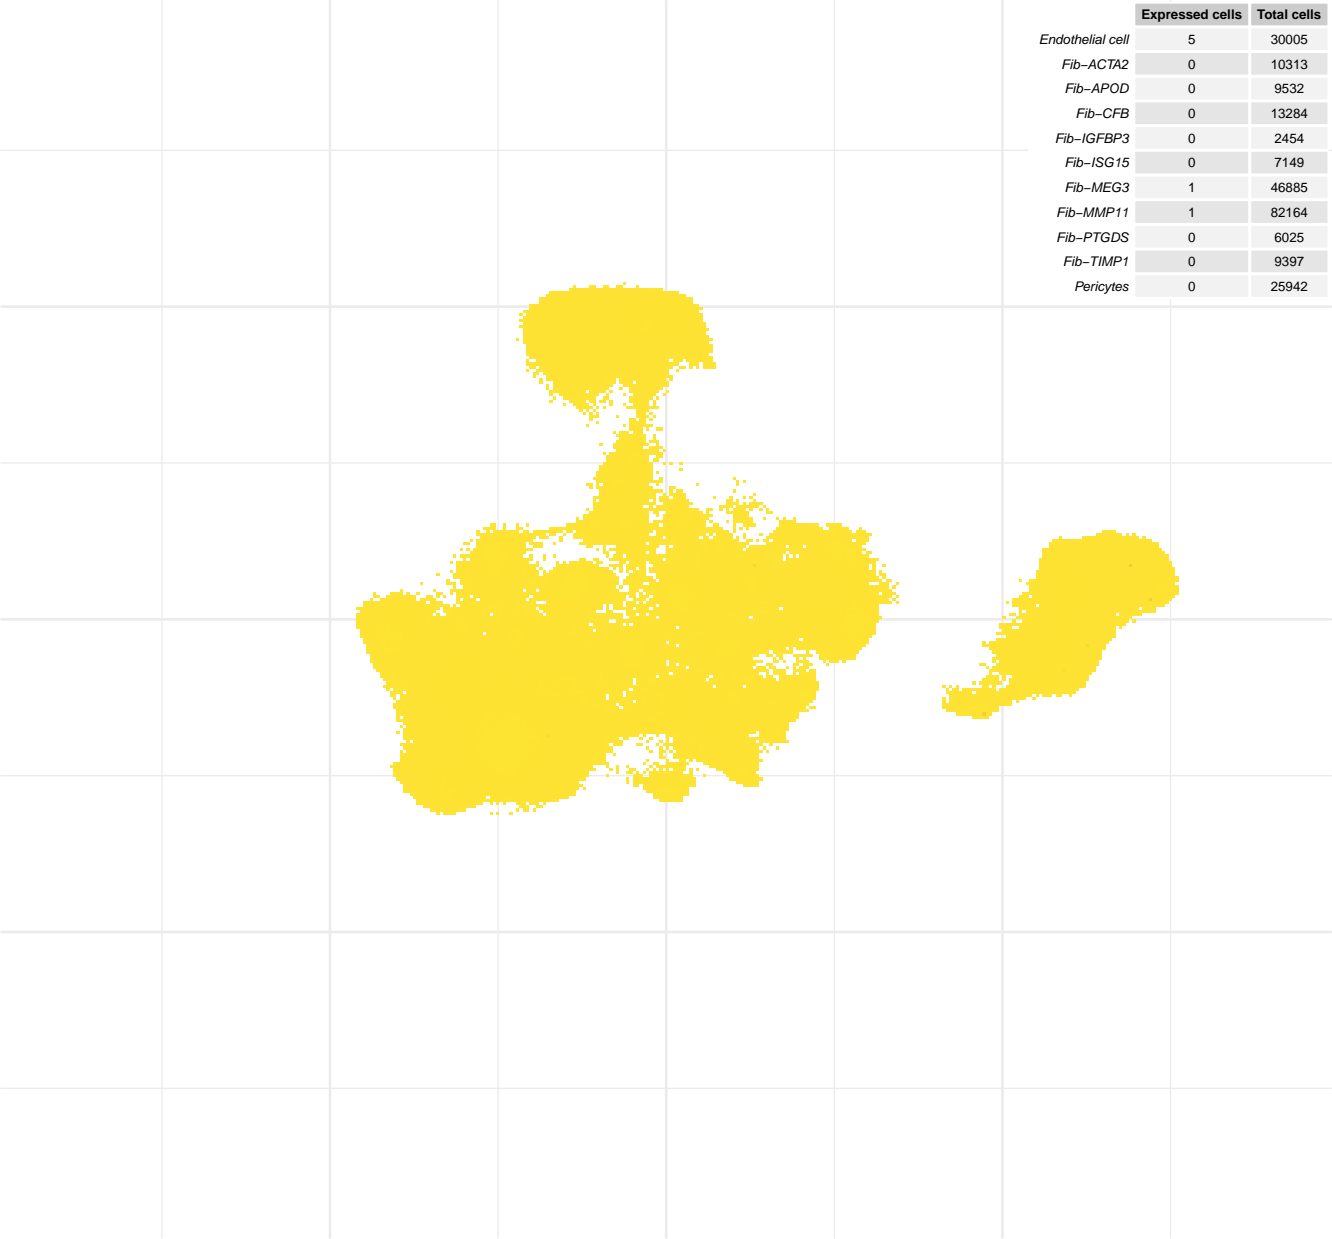 Expressed cells Total cells
Endothelial cell 5 30005
Fib−ACTA2 0 10313
Fib−APOD 0 9532
Fib−CFB 0 13284
Fib−IGFBP3 0 2454
Fib−ISG15 0 7149
Fib−MEG3 1 46885
Fib−MMP11 1 82164
Fib−PTGDS 0 6025
Fib−TIMP1 0 9397
Pericytes 0 25942